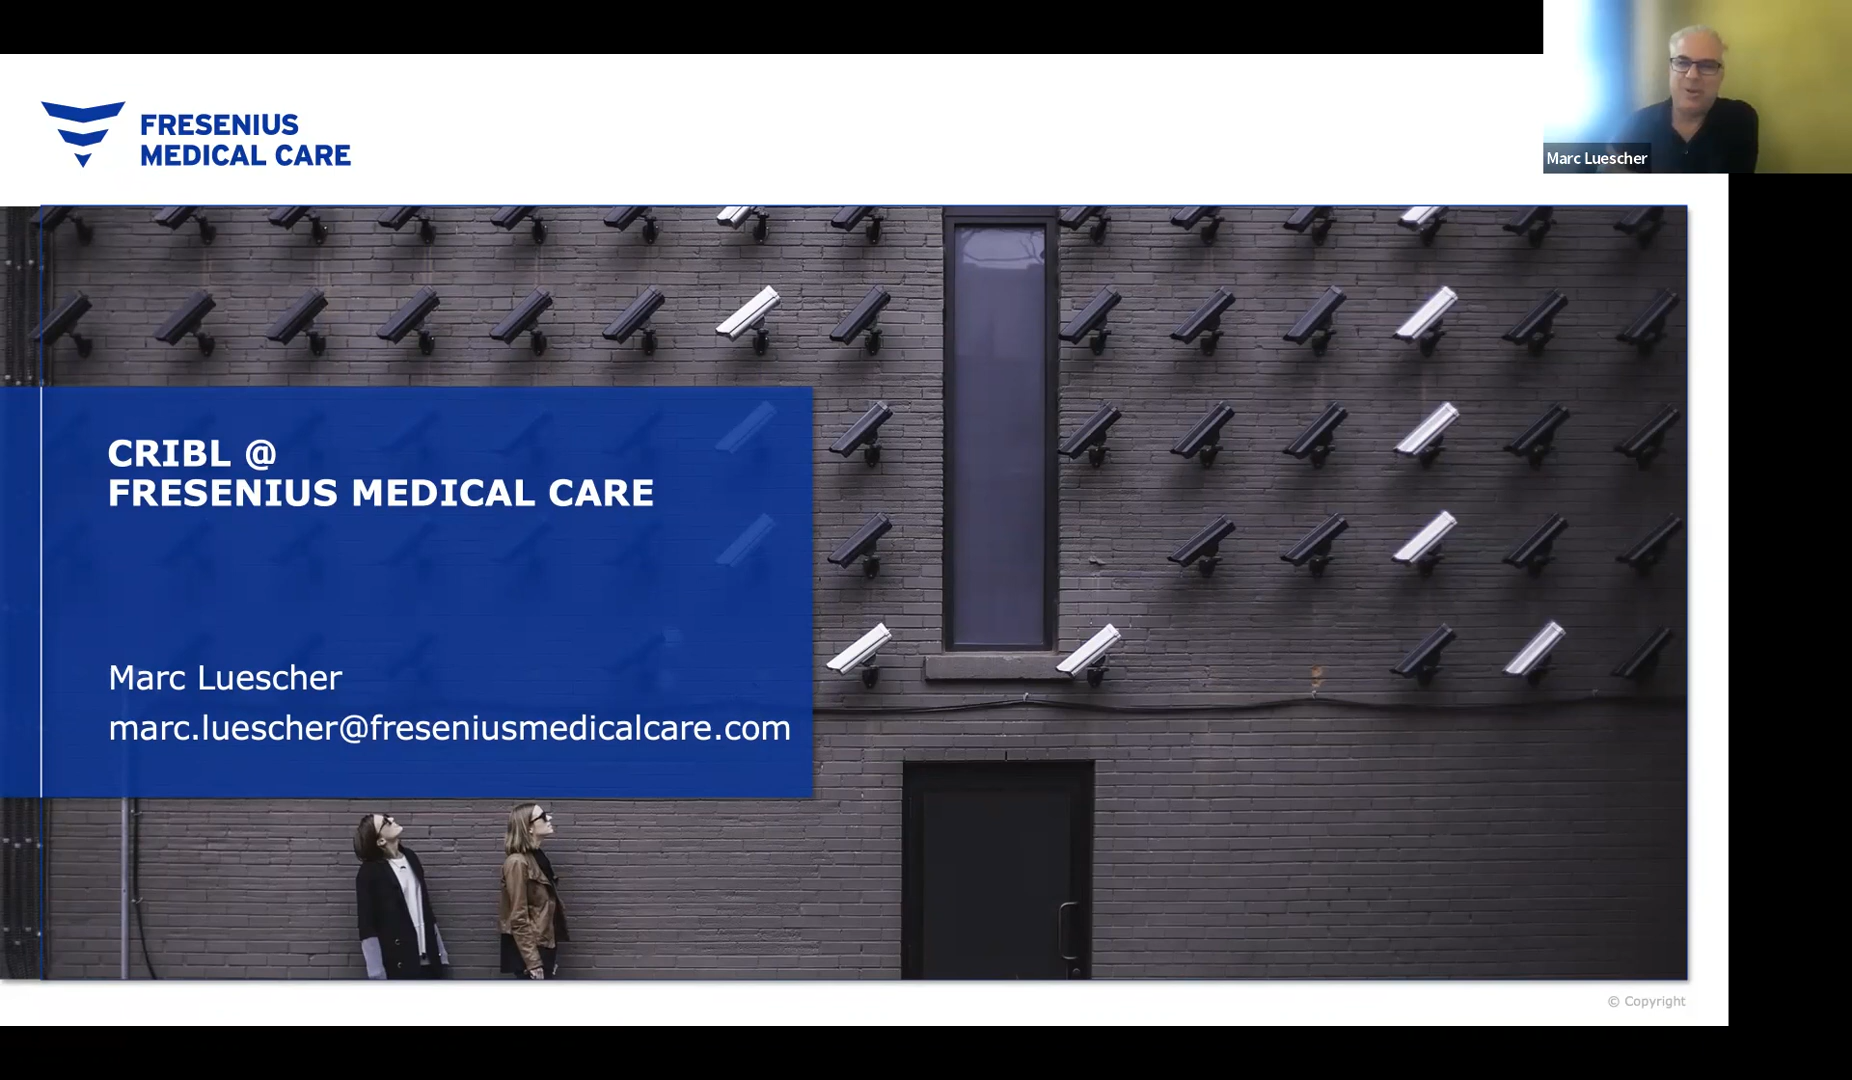 FRESENIUS
MEDICAL CARE
Marc Luescher
CRIBL @
FRESENIUS MEDICAL CARE
Marc Luescher
marc.luescher@freseniusmedicalcare.com
© Copyright